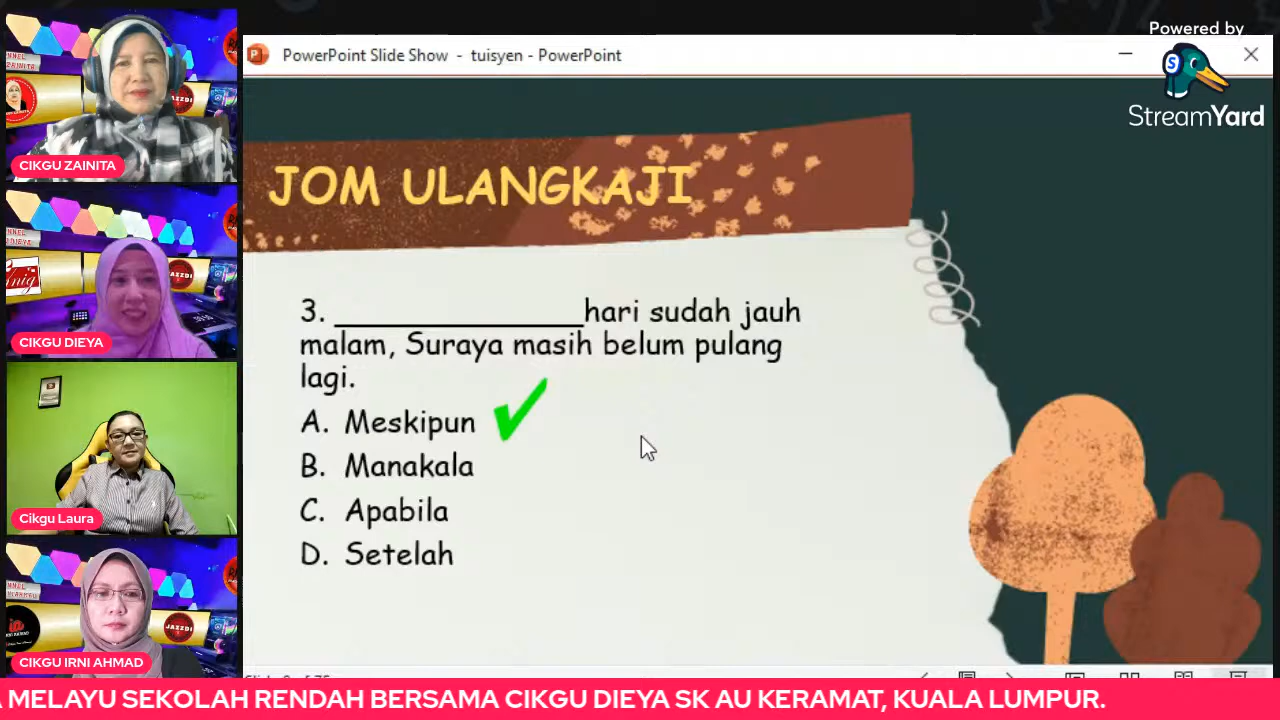 Powered by
StreamYard
PowerPoint Slide Show - tuisyen - PowerPoint
JOM ULANGKAJI
3. ______________hari sudah jauh
malam, Suraya masih belum pulang
lagi.
A. Meskipun
B. Manakala
C. Apabila
D. Setelah
CIKGU ZAINITA
CIKGU DIEYA
Cikgu Laura
CIKGU IRNI AHMAD
MELAYU SEKOLAH RENDAH BERSAMA CIKGU DIEYA SK AU KERAMAT, KUALA LUMPUR.